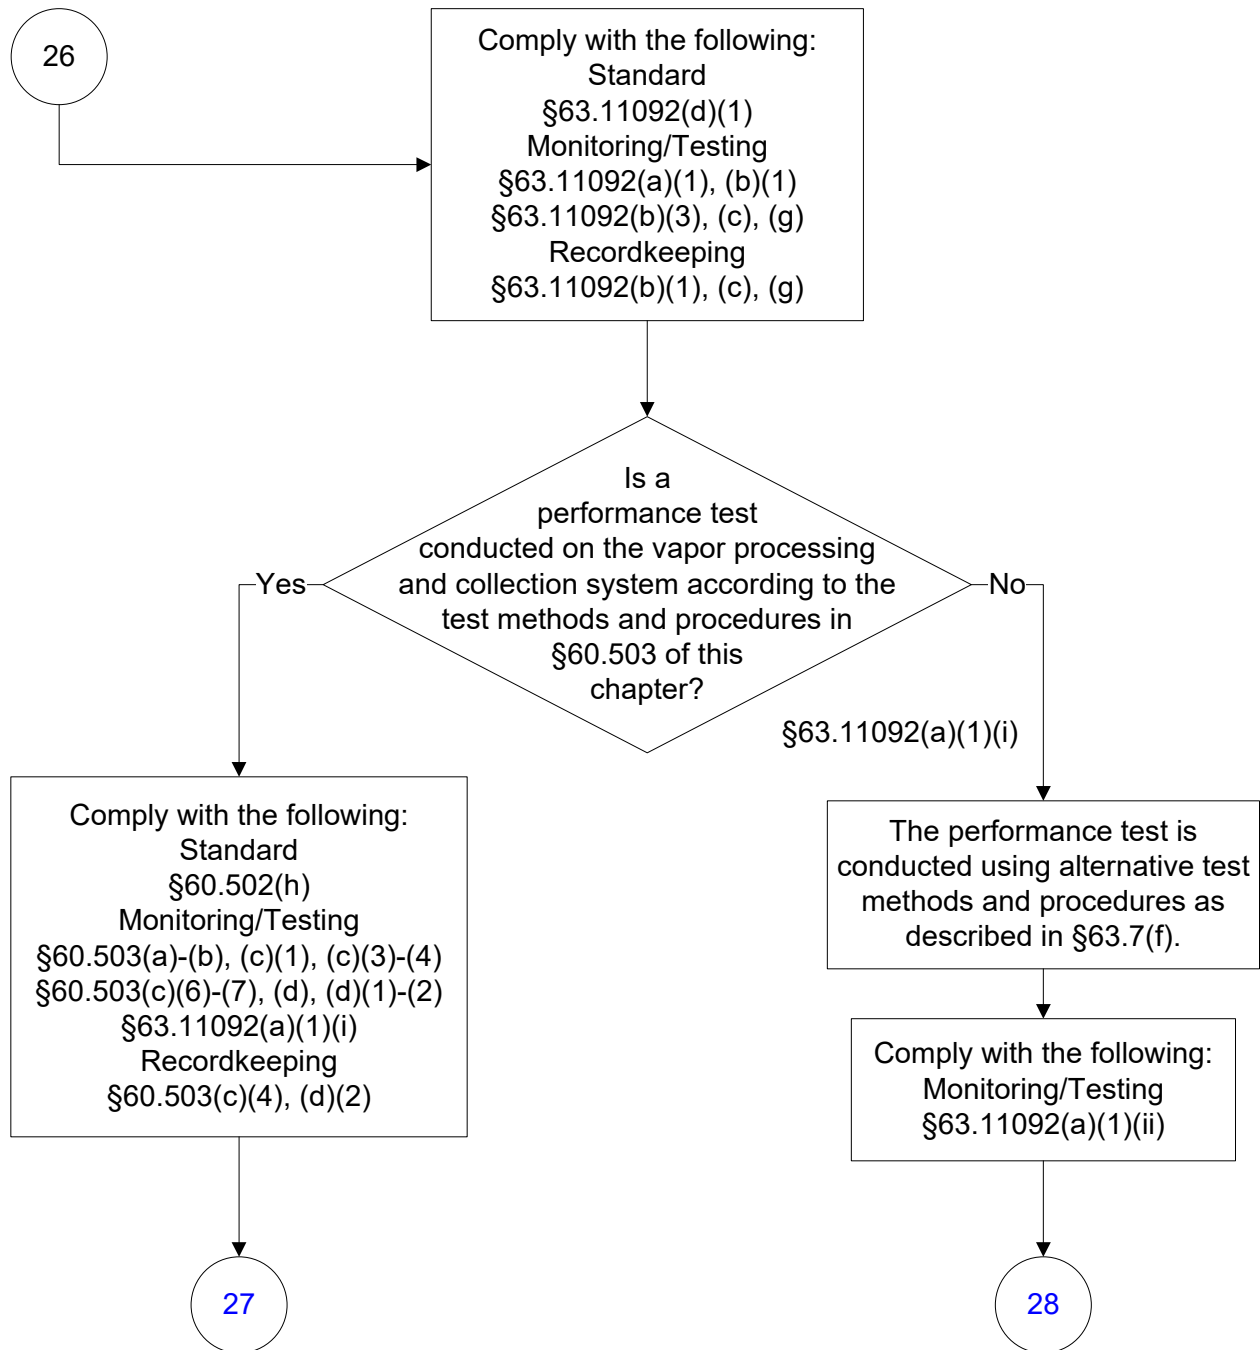 26
Comply with the following:
Standard
§63.11092(d)(1)
Monitoring/Testing
§63.11092(a)(1), (b)(1)
§63.11092(b)(3), (c), (g)
Recordkeeping
§63.11092(b)(1), (c), (g)
Is a
performance test
conducted on the vapor processing
and collection system according to the
test methods and procedures in
§60.503 of this
chapter?
Yes
No
§63.11092(a)(1)(i)
Comply with the following:
Standard
§60.502(h)
Monitoring/Testing
§60.503(a)-(b), (c)(1), (c)(3)-(4)
§60.503(c)(6)-(7), (d), (d)(1)-(2)
§63.11092(a)(1)(i)
Recordkeeping
§60.503(c)(4), (d)(2)
The performance test is
conducted using alternative test
methods and procedures as
described in §63.7(f).
Comply with the following:
Monitoring/Testing
§63.11092(a)(1)(ii)
27
28